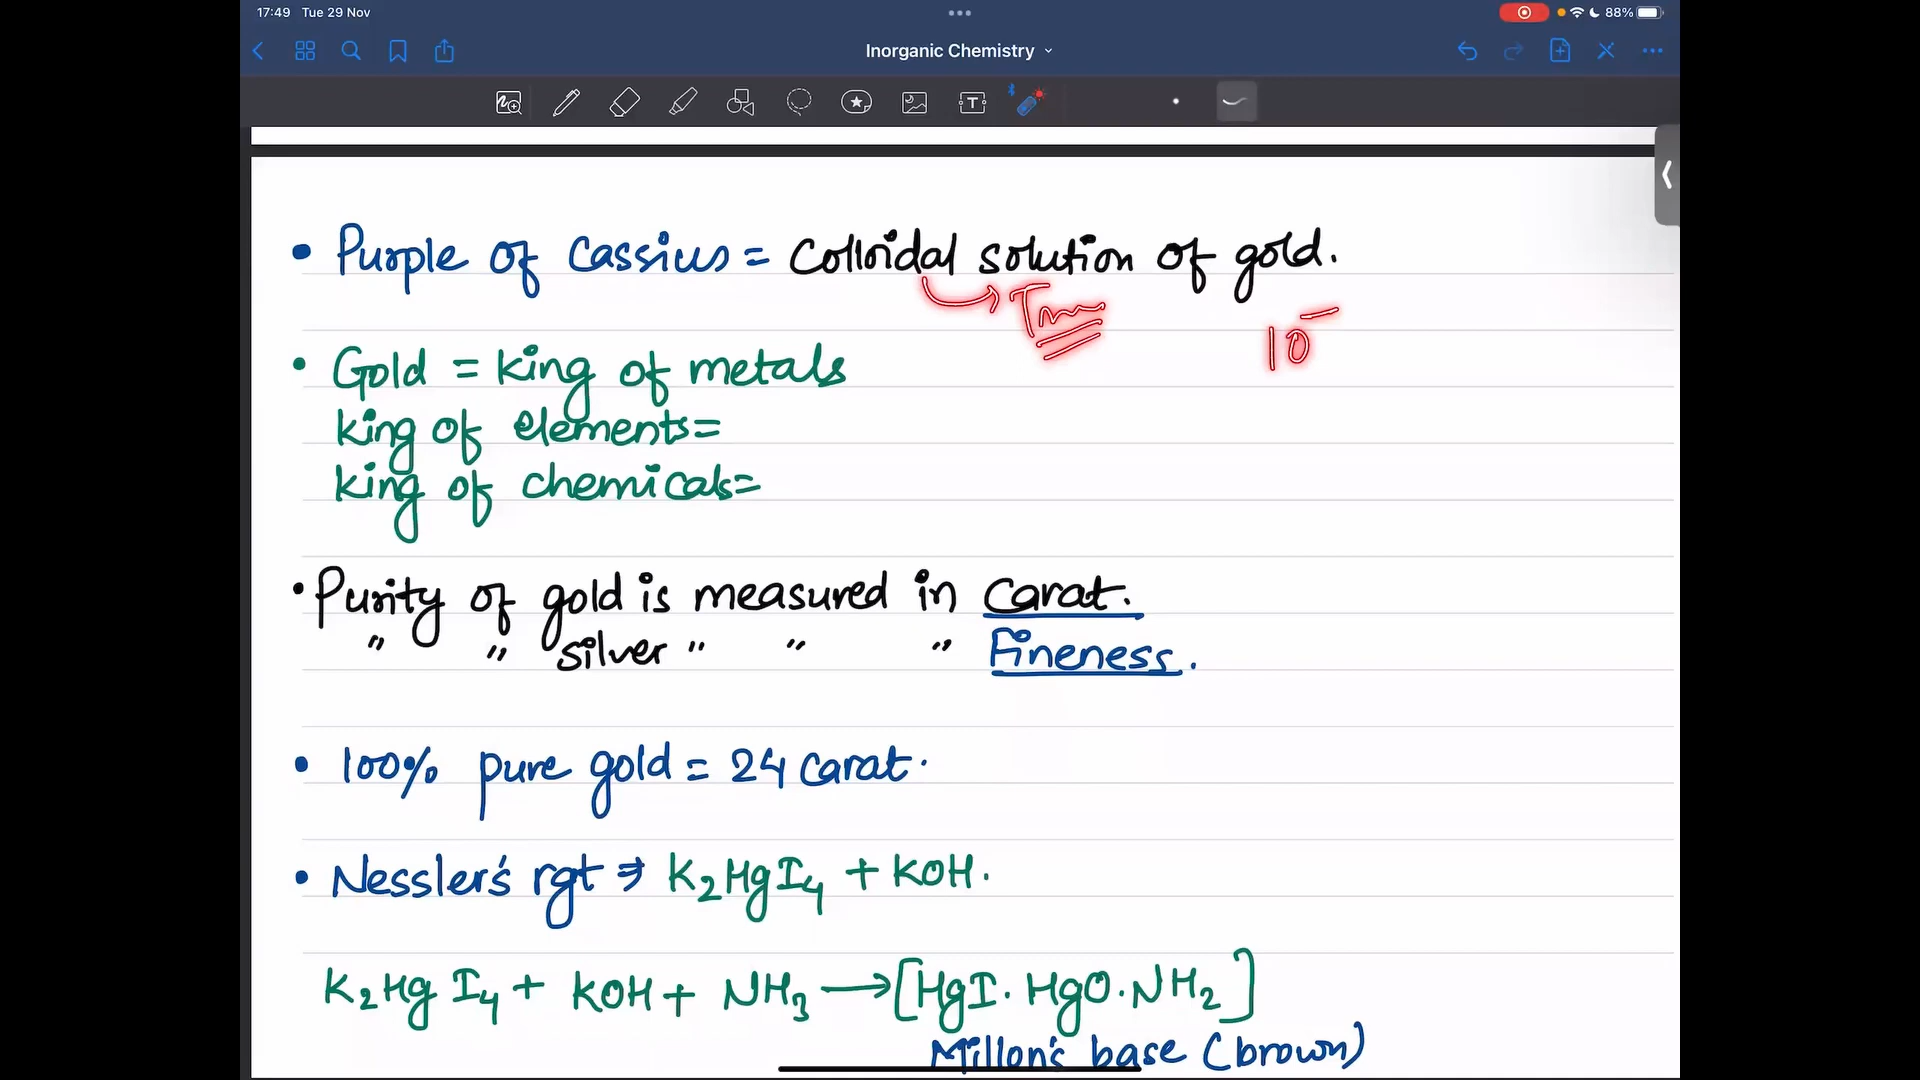 17:49 Tue 29 Nov
88%
Inorganic Chemistry
• Purple of Cassius = Colloidal solution of gold.
10
• Gold = King of metals
King of elements=
King of chemicals=
• Purity of gold is measured in Carat.
" " silver " " " Fineness.
• 100% pure gold = 24 carat.
• Nessler's rgt ⇒ K₂HgI₄ + KOH.
K₂HgI₄ + KOH + NH₃ → [HgI·HgO·NH₂]
Millon's base (brown)